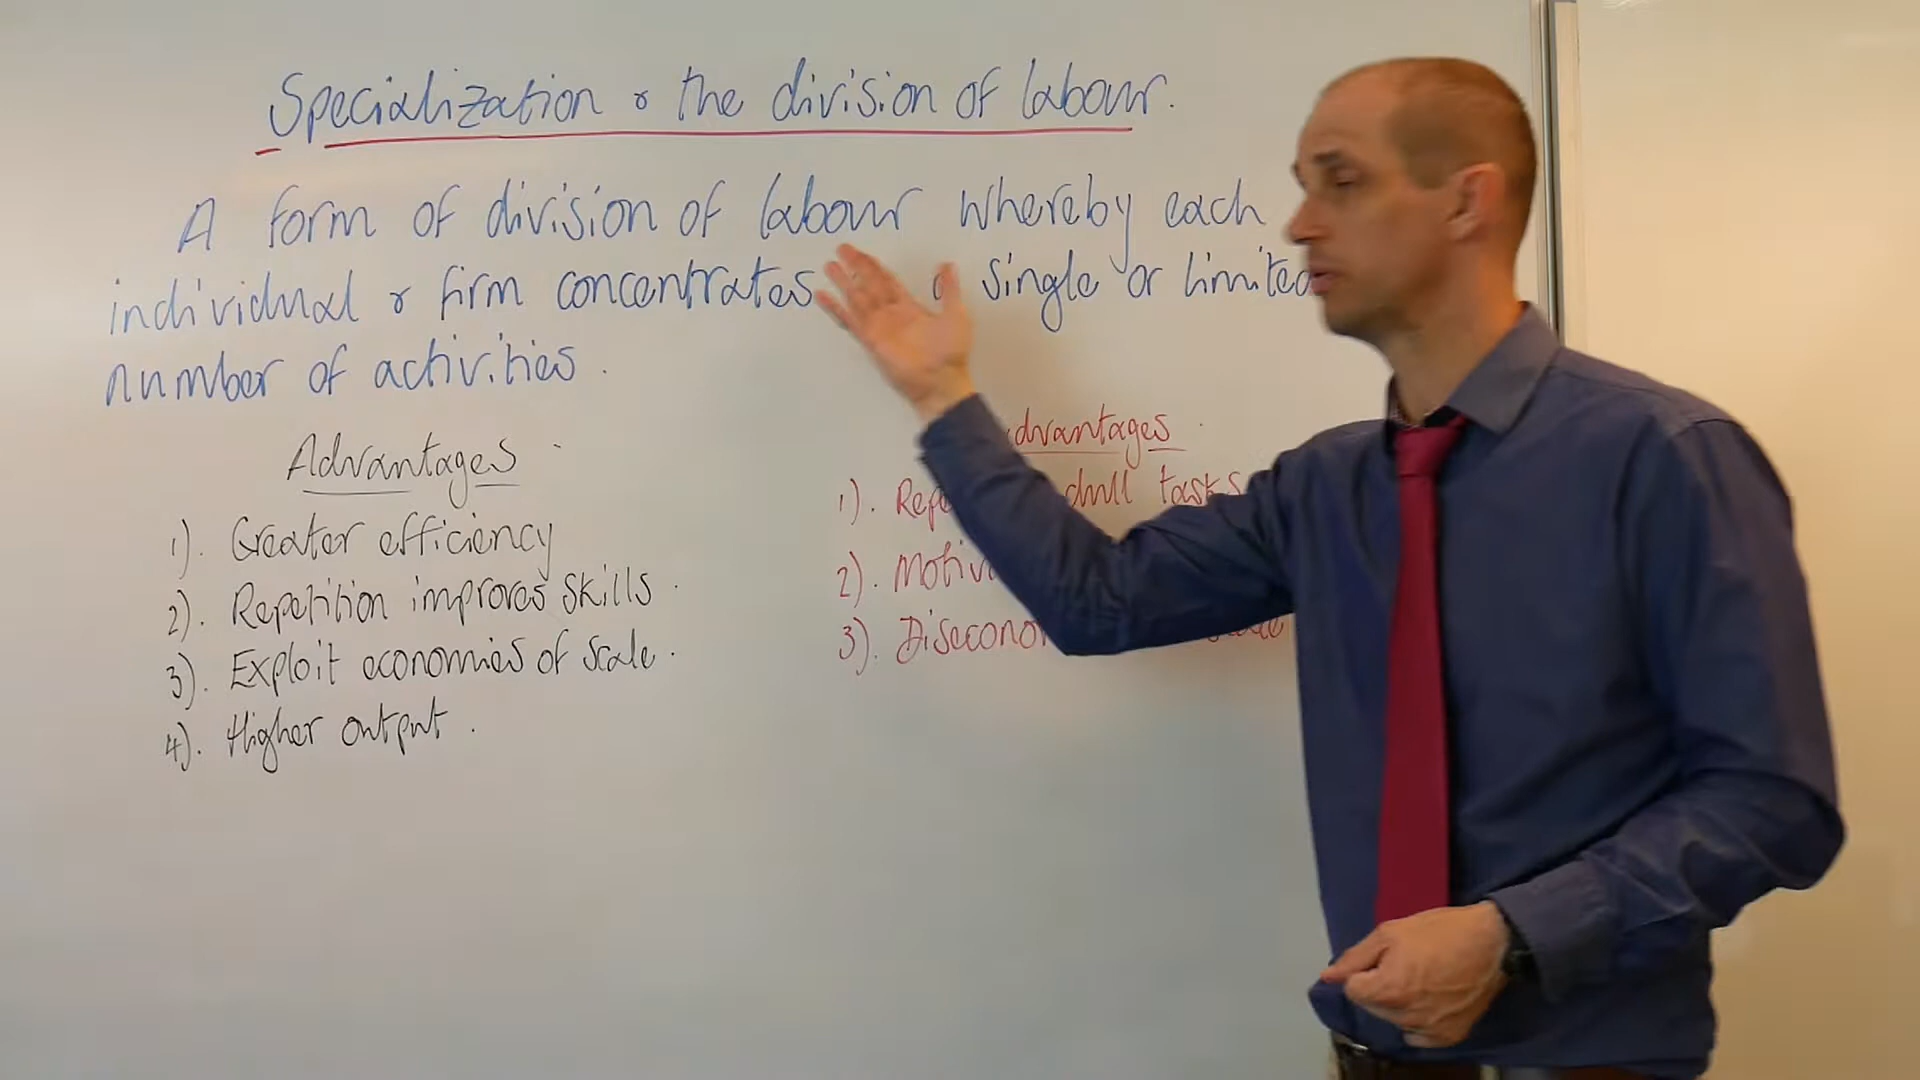 Specialization & the division of labour.
A form of division of labour whereby each
individual & firm concentrates a single or limited
number of activities.
Advantages
1). Greater efficiency
2). Repetition improves skills.
3). Exploit economies of scale.
4). Higher output.
dvantages
1). Repe dull tasks
2). Motiv
3). Disecono scale